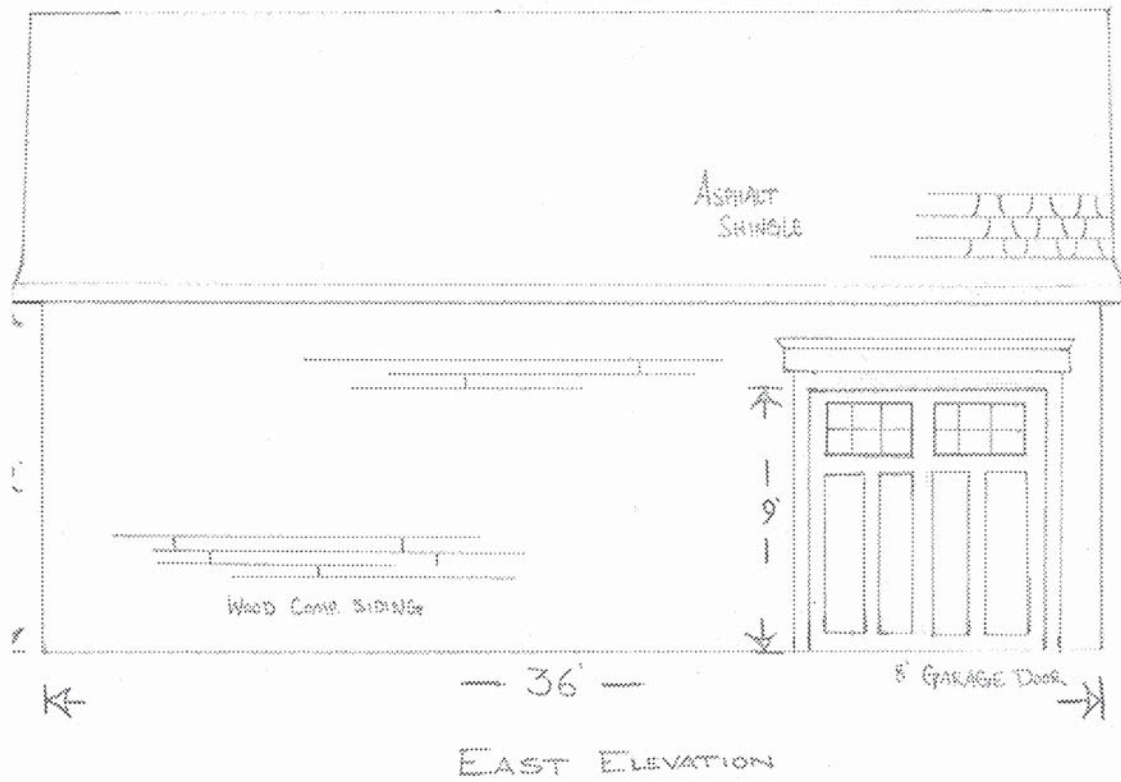 ASPHALT
SHINGLE
9'
WOOD COMP. SIDING
8' GARAGE DOOR
36'
EAST ELEVATION